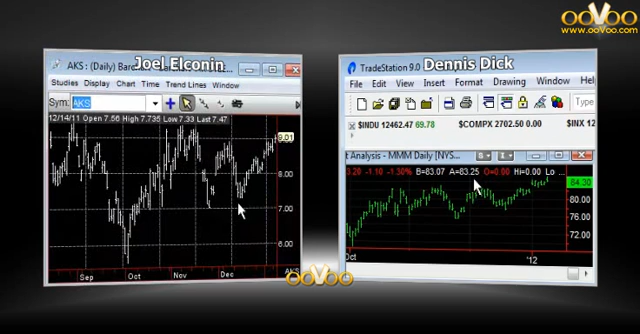 ooVoo
www.ooVoo.com
Joel Elconin
AKS : (Daily) Bar
Studies Display Chart Time Trend Lines Window
Sym: AKS
12/14/11 Open 7.56 High 7.735 Low 7.33 Last 7.47
9.01
8.00
7.00
6.00
Sep Oct Nov Dec
AKS
Dennis Dick
TradeStation 9.0
File Edit View Insert Format Drawing Window Help
Type
$INDU 12462.47 69.78 $COMPX 2702.50 0.00 $INX 12
t Analysis - MMM Daily [NYS
S I
3.20 -1.10 -1.30% B=83.07 A=83.25 O=0.00 Hi=0.00 Lo ...
84.30
80.00
76.00
72.00
Oct '12
ooVoo